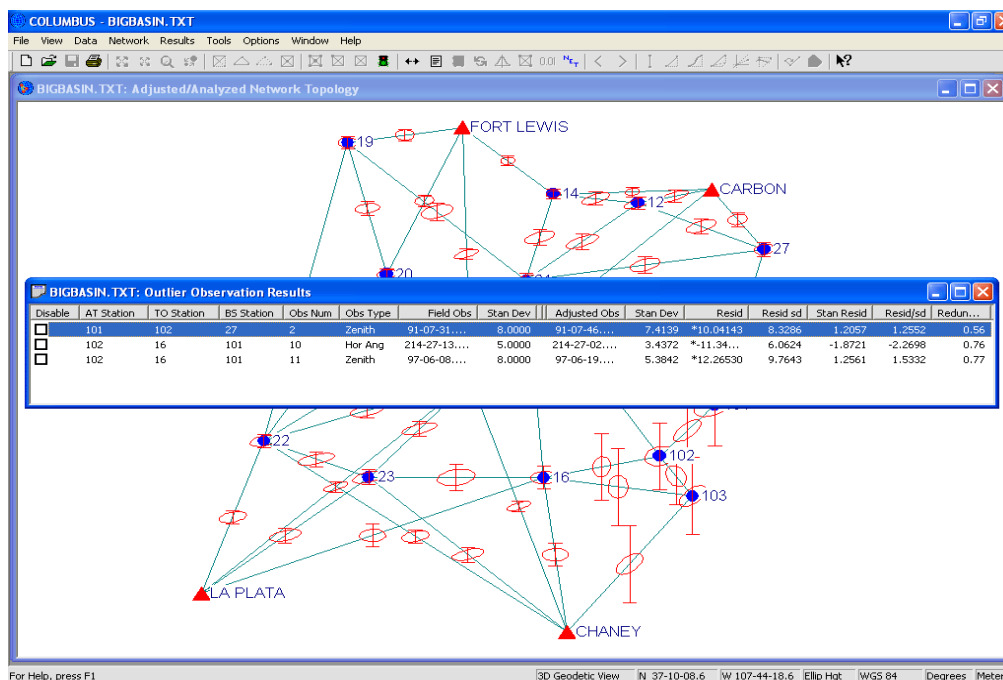 COLUMBUS - BIGBASIN.TXT
File View Data Network Results Tools Options Window Help
0.01
BIGBASIN.TXT: Adjusted/Analyzed Network Topology
FORT LEWIS
19
14
CARBON
12
27
20
BIGBASIN.TXT: Outlier Observation Results
Disable AT Station TO Station BS Station Obs Num Obs Type Field Obs Stan Dev Adjusted Obs Stan Dev Resid Resid sd Stan Resid Resid/sd Redun...
101 102 27 2 Zenith 91-07-31.... 8.0000 91-07-46.... 7.4139 *10.04143 8.3286 1.2057 1.2552 0.56
102 16 101 10 Hor Ang 214-27-13.... 5.0000 214-27-02.... 3.4372 *-11.34... 6.0624 -1.8721 -2.2698 0.76
102 16 101 11 Zenith 97-06-08.... 8.0000 97-06-19.... 5.3842 *12.26530 9.7643 1.2561 1.5332 0.77
22
102
23
16
103
LA PLATA
CHANEY
For Help, press F1 3D Geodetic View N 37-10-08.6 W 107-44-18.6 Ellip Hgt WGS 84 Degrees Meter